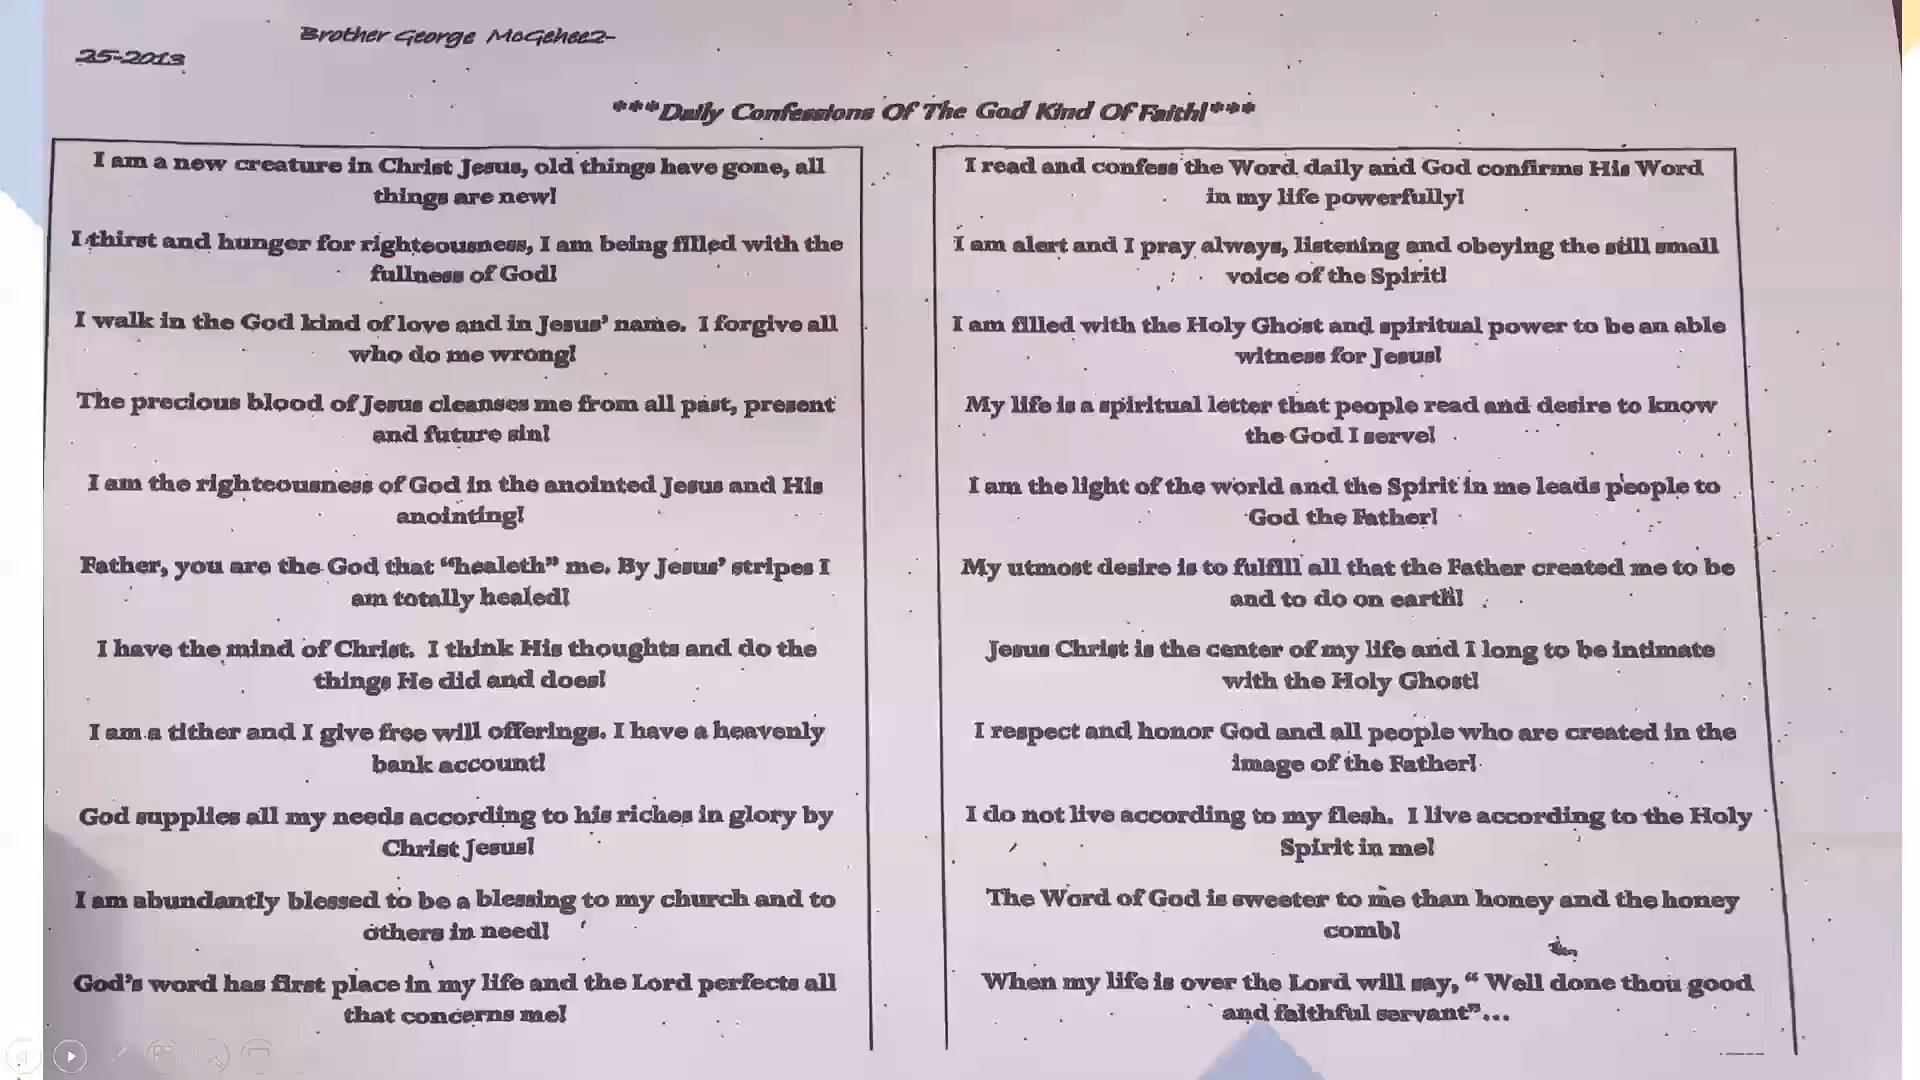 Brother George McGehee2-
25-2013
***Daily Confessions Of The God Kind Of Faith!***
I am a new creature in Christ Jesus, old things have gone, all
things are new!
I thirst and hunger for righteousness, I am being filled with the
fullness of God!
I walk in the God kind of love and in Jesus' name. I forgive all
who do me wrong!
The precious blood of Jesus cleanses me from all past, present
and future sin!
I am the righteousness of God in the anointed Jesus and His
anointing!
Father, you are the God that “healeth” me. By Jesus' stripes I
am totally healed!
I have the mind of Christ. I think His thoughts and do the
things He did and does!
I am a tither and I give free will offerings. I have a heavenly
bank account!
God supplies all my needs according to his riches in glory by
Christ Jesus!
I am abundantly blessed to be a blessing to my church and to
others in need!
God's word has first place in my life and the Lord perfects all
that concerns me!
I read and confess the Word daily and God confirms His Word
in my life powerfully!
I am alert and I pray always, listening and obeying the still small
voice of the Spirit!
I am filled with the Holy Ghost and spiritual power to be an able
witness for Jesus!
My life is a spiritual letter that people read and desire to know
the God I serve!
I am the light of the world and the Spirit in me leads people to
God the Father!
My utmost desire is to fulfill all that the Father created me to be
and to do on earth!
Jesus Christ is the center of my life and I long to be intimate
with the Holy Ghost!
I respect and honor God and all people who are created in the
image of the Father!
I do not live according to my flesh. I live according to the Holy
Spirit in me!
The Word of God is sweeter to me than honey and the honey
comb!
When my life is over the Lord will say, “ Well done thou good
and faithful servant”...